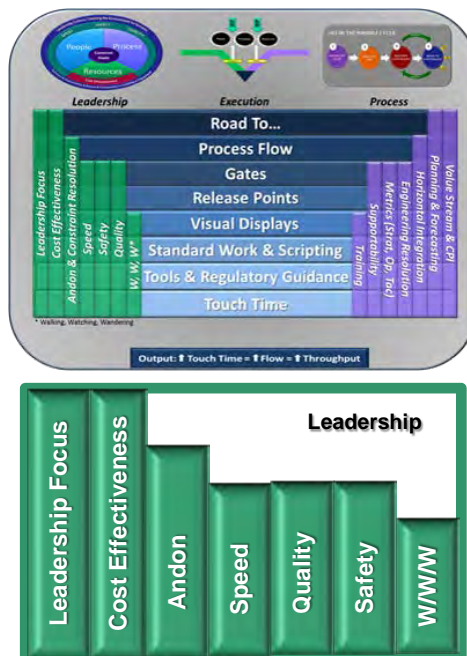 People
Process
Resources
Leadership
Execution
Process
Road To...
Process Flow
Gates
Release Points
Visual Displays
Standard Work & Scripting
Tools & Regulatory Guidance
Touch Time
Leadership Focus
Cost Effectiveness
Andon & Constraint Resolution
Speed
Safety
Quality
W, W, W*
Training
Supportability
Metrics (Strat, Op, Tac)
Engineering Resolution
Horizontal Integration
Planning & Forecasting
Value Stream & CPI
* Walking, Watching, Wandering
Output: ⬆ Touch Time = ⬆ Flow = ⬆ Throughput
Leadership
Leadership Focus
Cost Effectiveness
Andon
Speed
Quality
Safety
W/W/W